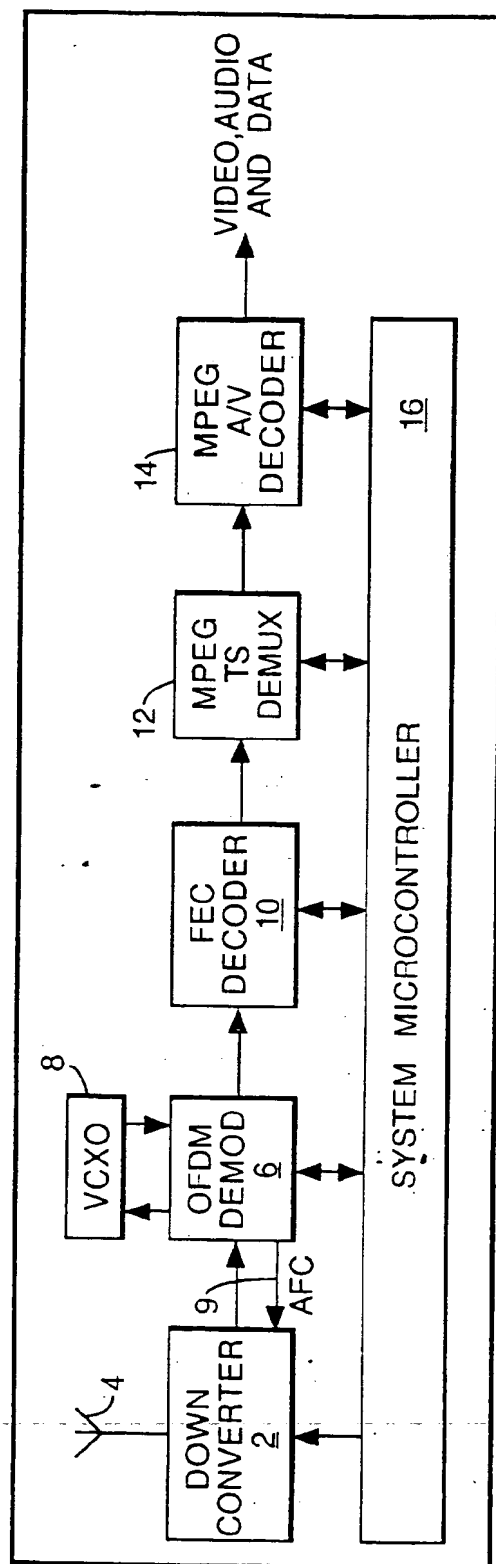 4
DOWN
CONVERTER
2
9
AFC
VCXO
8
OFDM
DEMOD
6
FEC
DECODER
10
12
MPEG
TS
DEMUX
14
MPEG
A/V
DECODER
VIDEO, AUDIO
AND DATA
SYSTEM MICROCONTROLLER
16